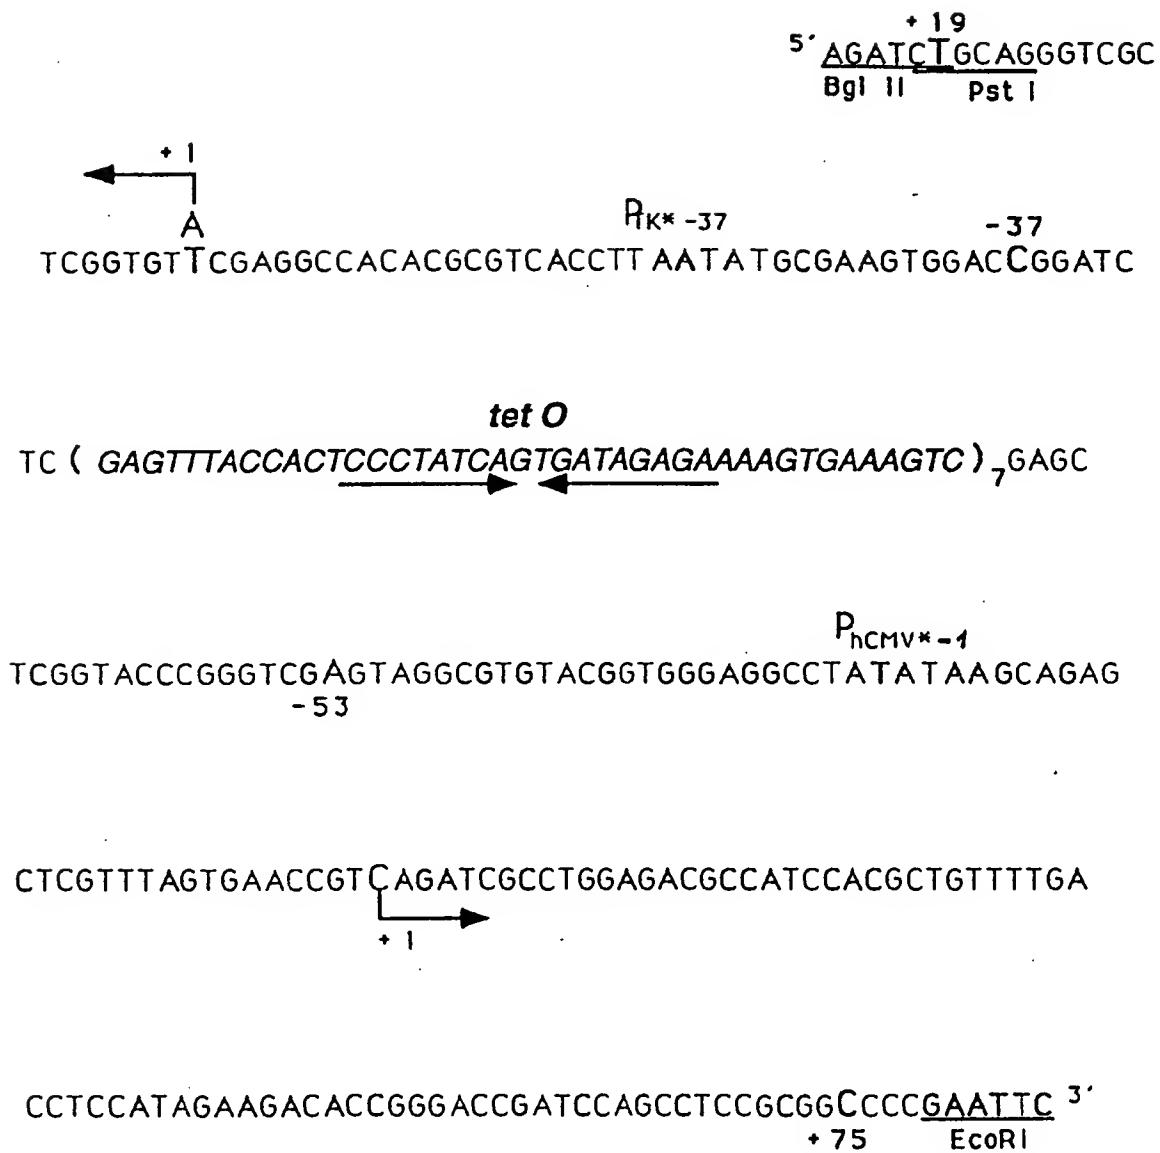 + 19
5' AGATCTGCAGGGTCGC
Bgl II Pst I
+ 1
A
PTK* -37 -37
TCGGTGTTCGAGGCCACACGCGTCACCTTAATATGCGAAGTGGACCGGATC
tet O
TC ( GAGTTTACCACTCCCTATCAGTGATAGAGAAAAGTGAAAGTC )7GAGC
PhCMV*-1
TCGGTACCCGGGTCGAGTAGGCGTGTACGGTGGGAGGCCTATATAAGCAGAG
-53
CTCGTTTAGTGAACCGTCAGATCGCCTGGAGACGCCATCCACGCTGTTTTGA
+ 1
CCTCCATAGAAGACACCGGGACCGATCCAGCCTCCGCGGCCCCGAATTC 3'
+75 EcoRI